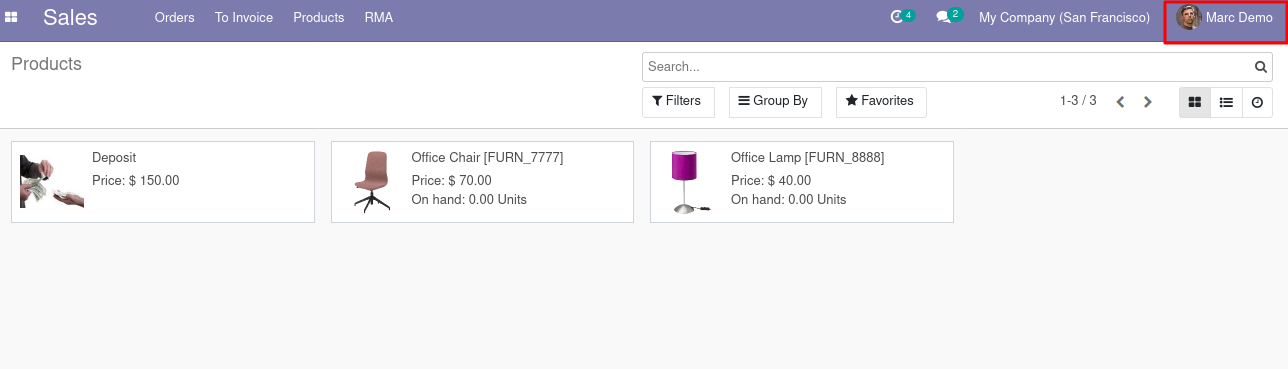 Sales Orders To Invoice Products RMA 4 2 My Company (San Francisco) Marc Demo
Products
Search...
Filters Group By Favorites 1-3 / 3
Deposit
Price: $ 150.00
Office Chair [FURN_7777]
Price: $ 70.00
On hand: 0.00 Units
Office Lamp [FURN_8888]
Price: $ 40.00
On hand: 0.00 Units